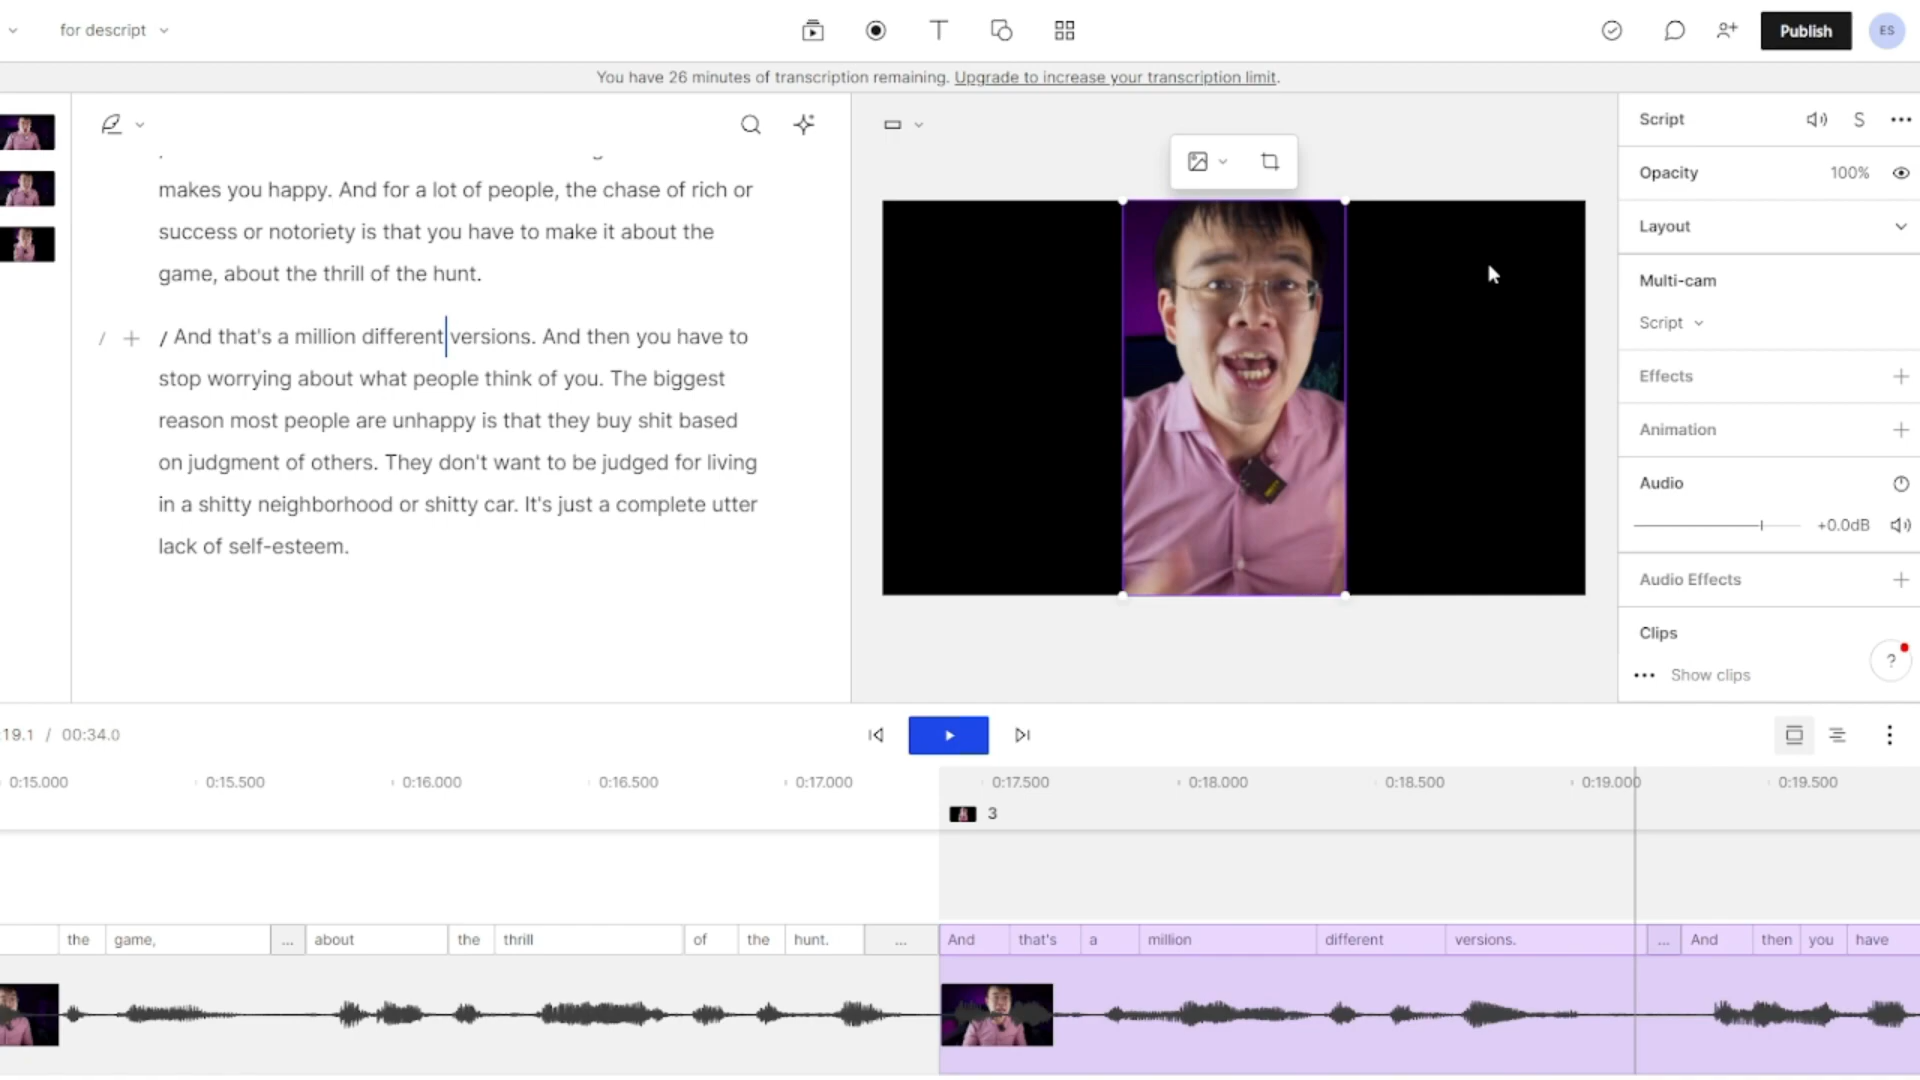 for descript
Publish
ES
You have 26 minutes of transcription remaining. Upgrade to increase your transcription limit.
makes you happy. And for a lot of people, the chase of rich or
success or notoriety is that you have to make it about the
game, about the thrill of the hunt.
/ + / And that's a million different versions. And then you have to
stop worrying about what people think of you. The biggest
reason most people are unhappy is that they buy shit based
on judgment of others. They don't want to be judged for living
in a shitty neighborhood or shitty car. It's just a complete utter
lack of self-esteem.
Script S
Opacity 100%
Layout
Multi-cam
Script
Effects
Animation
Audio
+0.0dB
Audio Effects
Clips
Show clips
?
:19.1 / 00:34.0
0:15.000 0:15.500 0:16.000 0:16.500 0:17.000 0:17.500 0:18.000 0:18.500 0:19.000 0:19.500
3
the game, ... about the thrill of the hunt. ... And that's a million different versions. ... And then you have